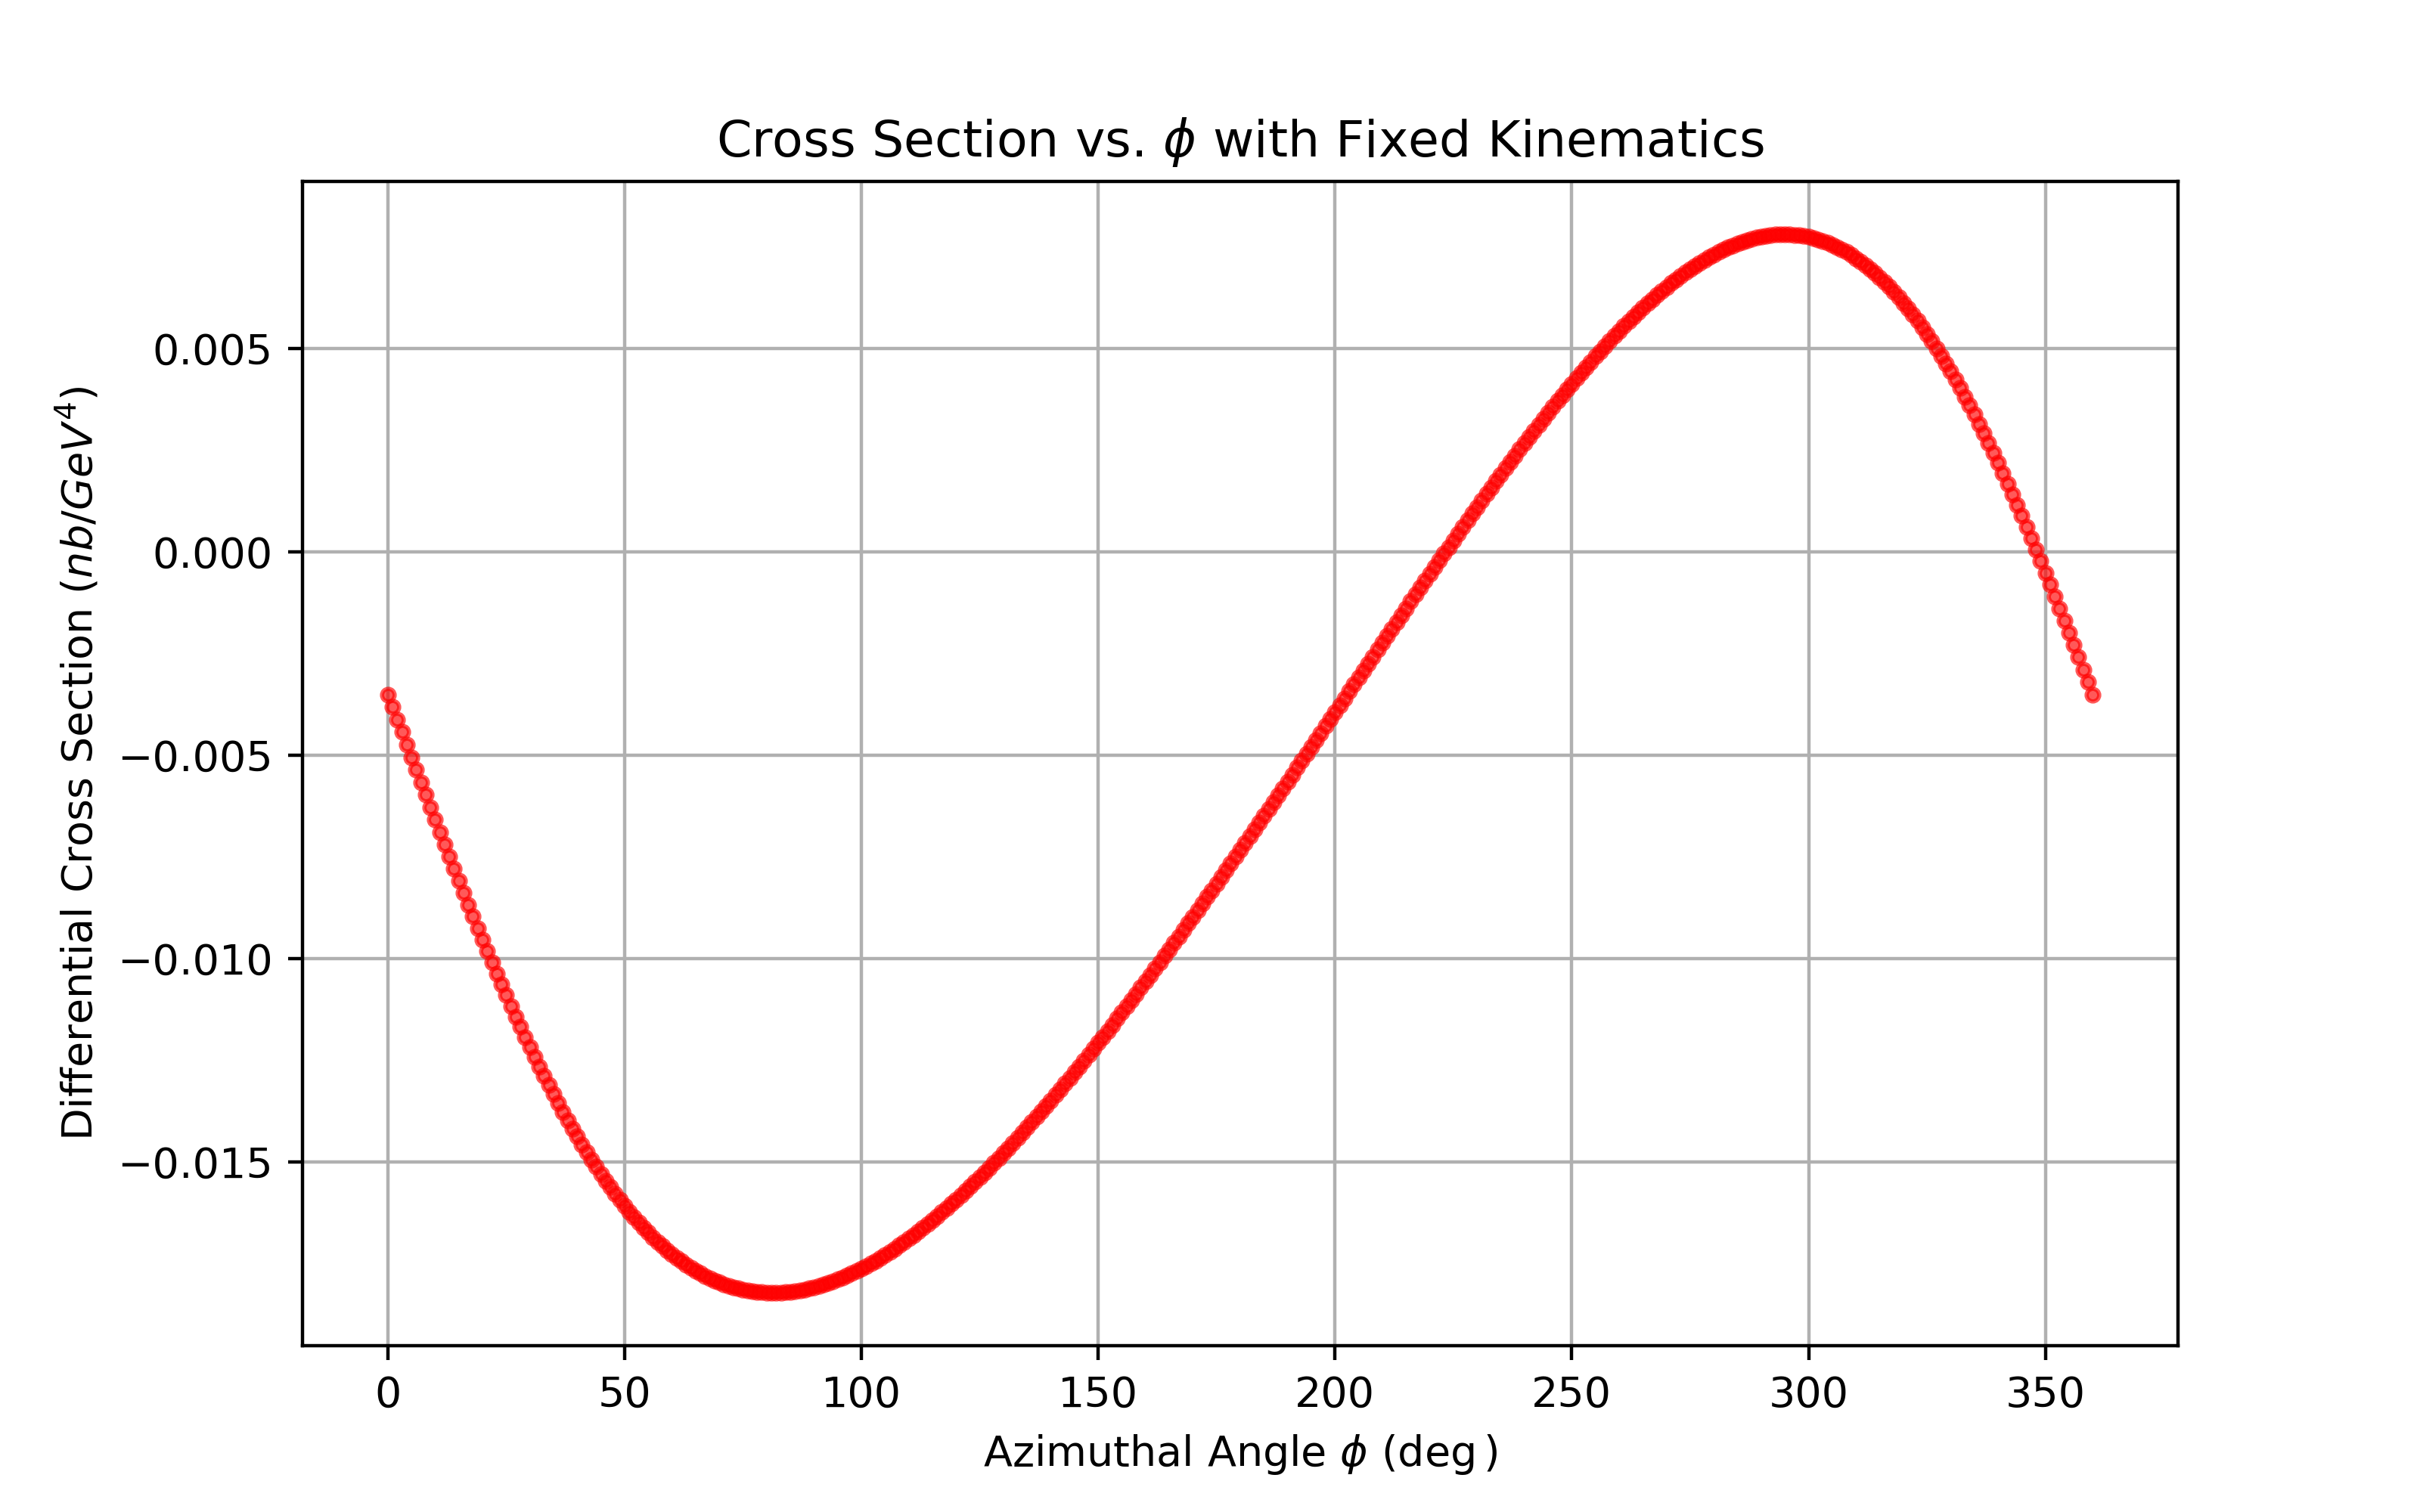 Cross Section vs. ϕ with Fixed Kinematics
Differential Cross Section (nb/GeV⁴)
0.005
0.000
−0.005
−0.010
−0.015
0 50 100 150 200 250 300 350
Azimuthal Angle ϕ (deg)